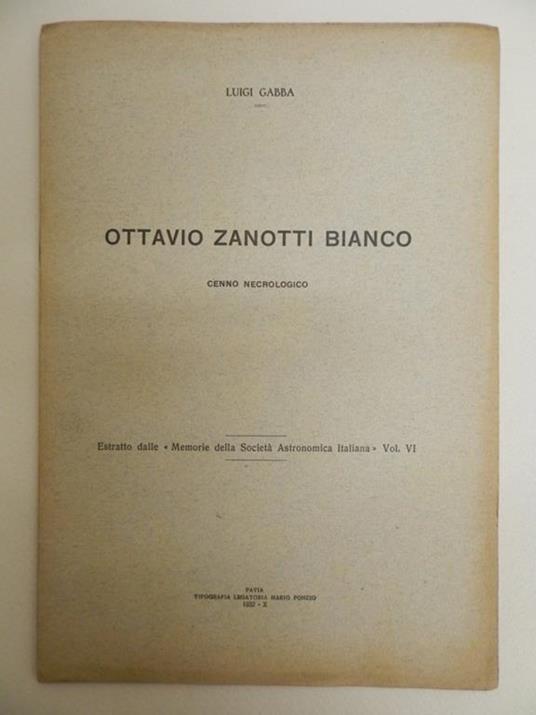 LUIGI GABBA
OTTAVIO ZANOTTI BIANCO
CENNO NECROLOGICO
Estratto dalle « Memorie della Società Astronomica Italiana » Vol. VI
PAVIA
TIPOGRAFIA LEGATORIA MARIO PONZIO
1932 - X